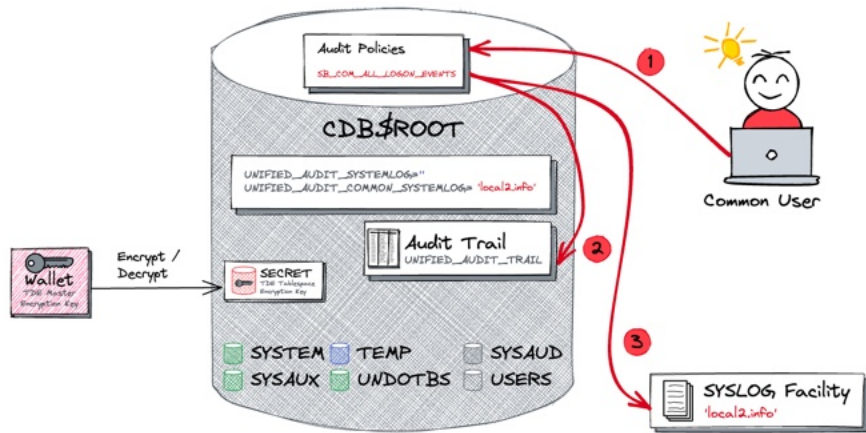 Audit Policies
SB_COM_ALL_LOGON_EVENTS
1
CDB$ROOT
UNIFIED_AUDIT_SYSTEMLOG=''
UNIFIED_AUDIT_COMMON_SYSTEMLOG= 'local2.info'
Common User
Audit Trail
UNIFIED_AUDIT_TRAIL
2
Encrypt /
Decrypt
Wallet
TDE Master
Encryption Key
SECRET
TDE Tablespace
Encryption Key
SYSTEM
TEMP
SYSAUD
SYSAUX
UNDOTBS
USERS
3
SYSLOG Facility
'local2.info'